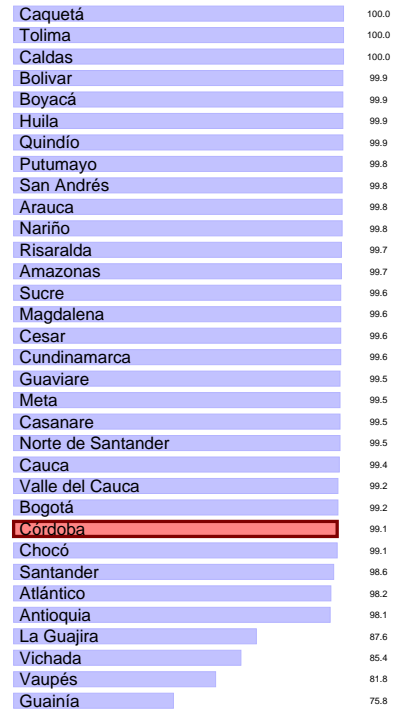 Caquetá 100.0
Tolima 100.0
Caldas 100.0
Bolivar 99.9
Boyacá 99.9
Huila 99.9
Quindío 99.9
Putumayo 99.8
San Andrés 99.8
Arauca 99.8
Nariño 99.8
Risaralda 99.7
Amazonas 99.7
Sucre 99.6
Magdalena 99.6
Cesar 99.6
Cundinamarca 99.6
Guaviare 99.5
Meta 99.5
Casanare 99.5
Norte de Santander 99.5
Cauca 99.4
Valle del Cauca 99.2
Bogotá 99.2
Córdoba 99.1
Chocó 99.1
Santander 98.6
Atlántico 98.2
Antioquia 98.1
La Guajira 87.6
Vichada 85.4
Vaupés 81.8
Guainía 75.8